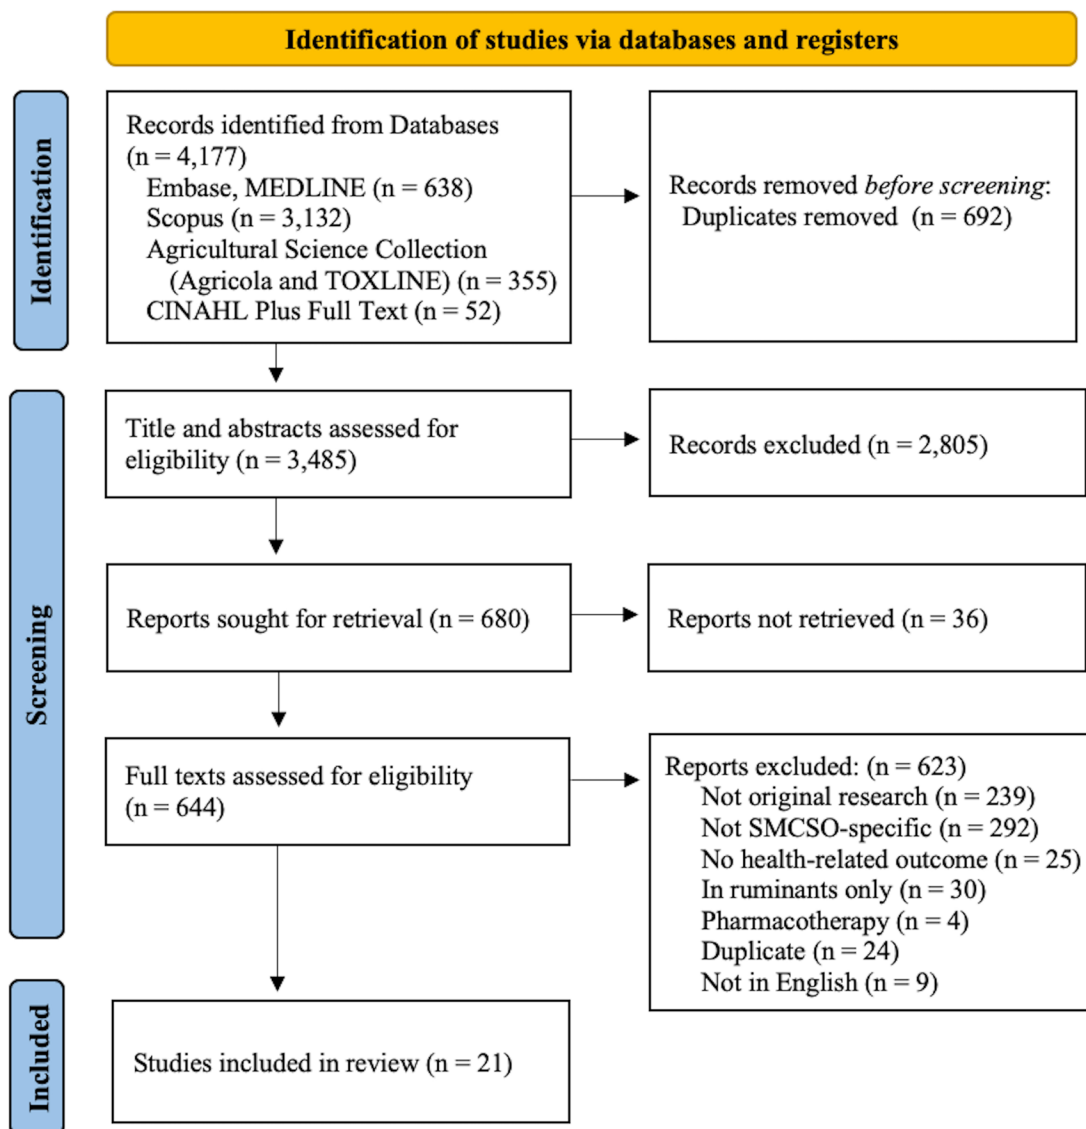 Identification of studies via databases and registers
Identification
Records identified from Databases
(n = 4,177)
Embase, MEDLINE (n = 638)
Scopus (n = 3,132)
Agricultural Science Collection
(Agricola and TOXLINE) (n = 355)
CINAHL Plus Full Text (n = 52)
Records removed before screening:
Duplicates removed (n = 692)
Screening
Title and abstracts assessed for
eligibility (n = 3,485)
Records excluded (n = 2,805)
Reports sought for retrieval (n = 680)
Reports not retrieved (n = 36)
Full texts assessed for eligibility
(n = 644)
Reports excluded: (n = 623)
Not original research (n = 239)
Not SMCSO-specific (n = 292)
No health-related outcome (n = 25)
In ruminants only (n = 30)
Pharmacotherapy (n = 4)
Duplicate (n = 24)
Not in English (n = 9)
Included
Studies included in review (n = 21)